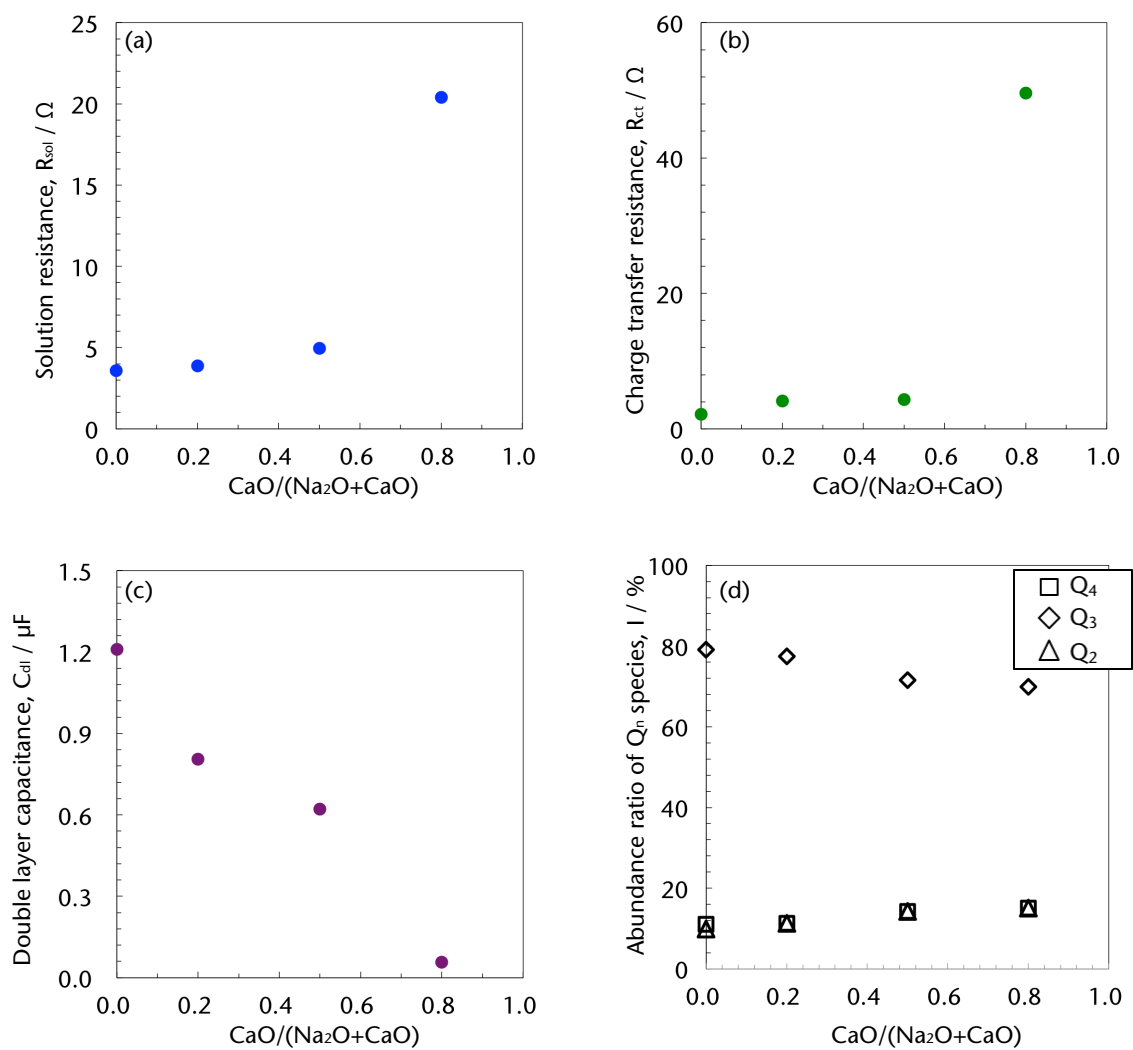 (a)
Solution resistance, Rsol / Ω
25
20
15
10
5
0
0.0 0.2 0.4 0.6 0.8 1.0
CaO/(Na₂O+CaO)
(b)
Charge transfer resistance, Rct / Ω
60
40
20
0
0.0 0.2 0.4 0.6 0.8 1.0
CaO/(Na₂O+CaO)
(c)
Double layer capacitance, Cdl / μF
1.5
1.2
0.9
0.6
0.3
0.0
0.0 0.2 0.4 0.6 0.8 1.0
CaO/(Na₂O+CaO)
(d)
Abundance ratio of Qn species, I / %
100
80
60
40
20
0
Q₄
Q₃
Q₂
0.0 0.2 0.4 0.6 0.8 1.0
CaO/(Na₂O+CaO)